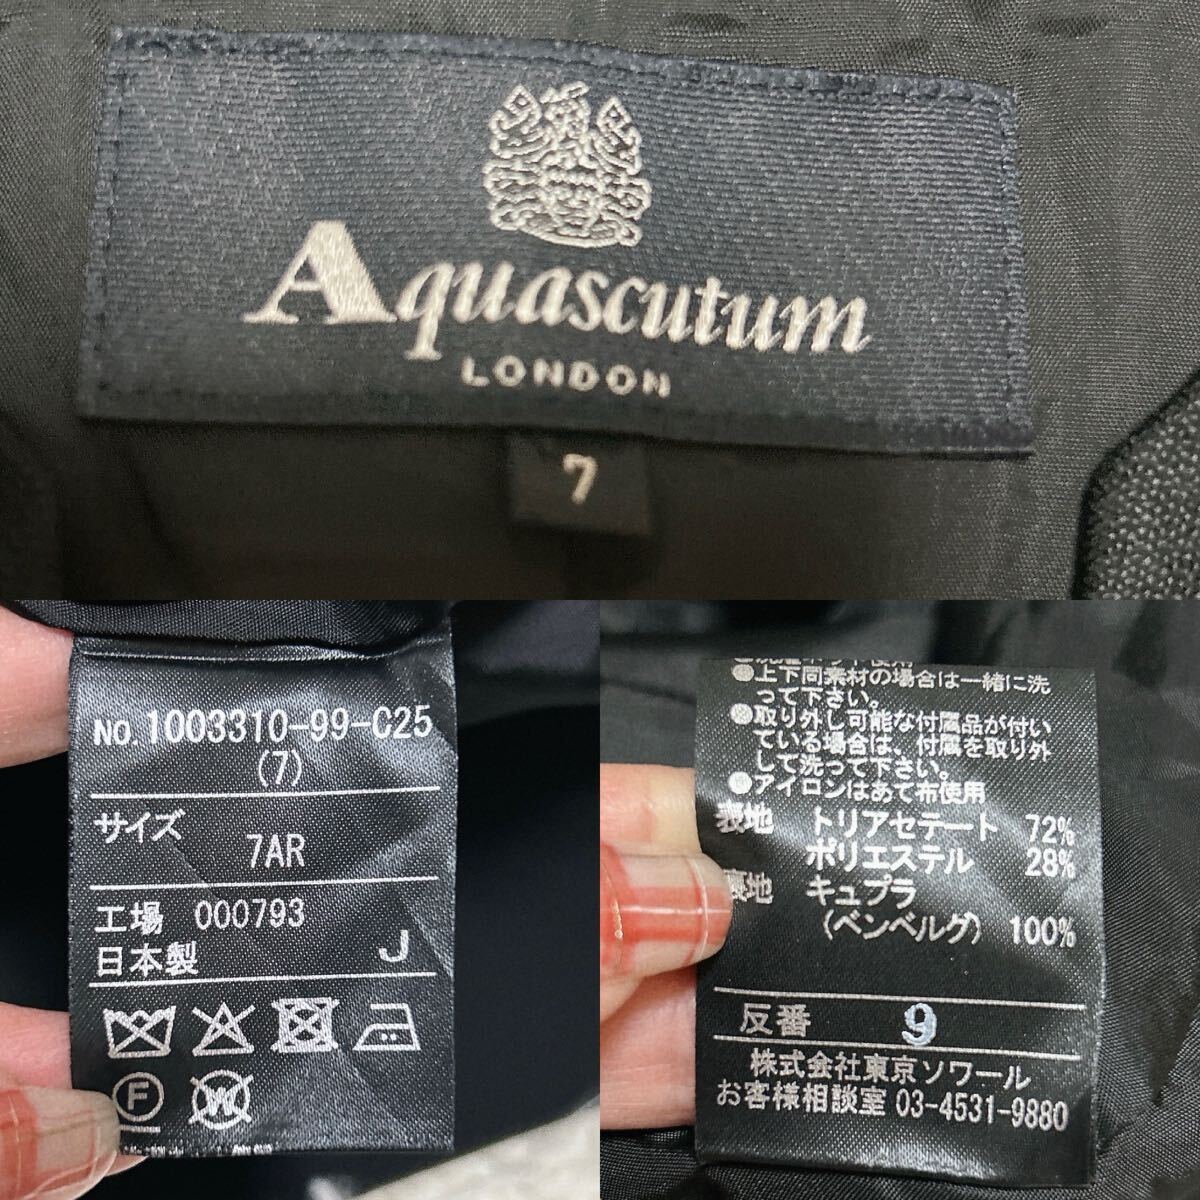 Aquascutum
LONDON
7
No.1003310-99-C25
(7)
サイズ
7AR
工場 000793
日本製 J
F
W
上下同素材の場合は一緒に洗
って下さい。
取り外し可能な付属品が付い
ている場合は、付属を取り外
して洗って下さい。
アイロンはあて布使用
表地 トリアセテート 72%
ポリエステル 28%
裏地 キュプラ
(ベンベルグ) 100%
反番 9
株式会社東京ソワール
お客様相談室 03-4531-9880